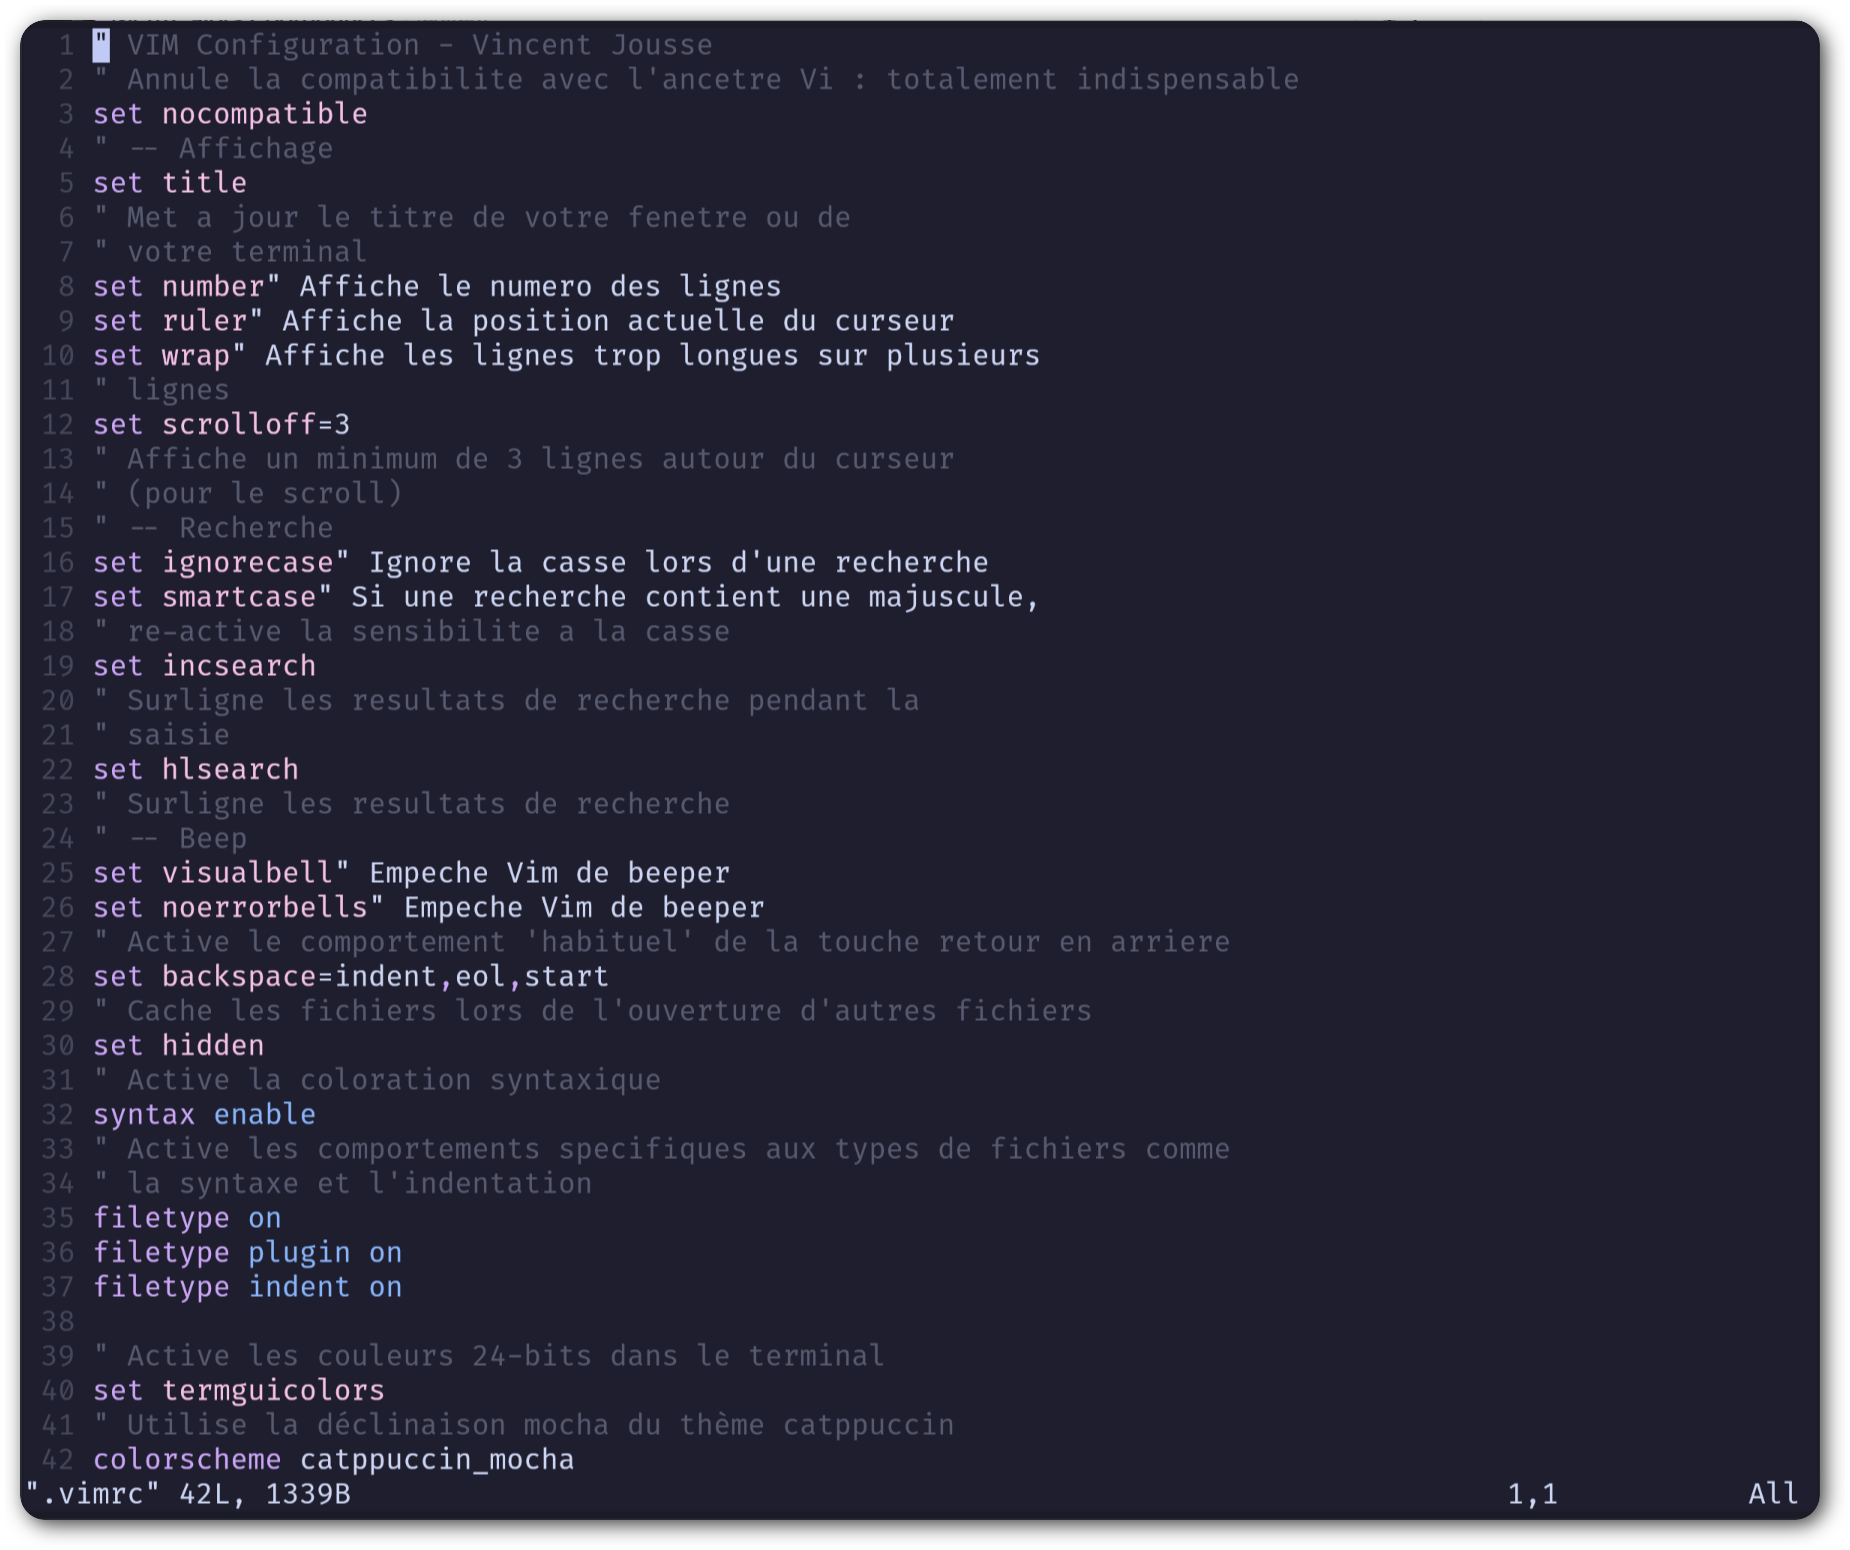 1 " VIM Configuration - Vincent Jousse
2 " Annule la compatibilite avec l'ancetre Vi : totalement indispensable
3 set nocompatible
4 " -- Affichage
5 set title
6 " Met a jour le titre de votre fenetre ou de
7 " votre terminal
8 set number" Affiche le numero des lignes
9 set ruler" Affiche la position actuelle du curseur
10 set wrap" Affiche les lignes trop longues sur plusieurs
11 " lignes
12 set scrolloff=3
13 " Affiche un minimum de 3 lignes autour du curseur
14 " (pour le scroll)
15 " -- Recherche
16 set ignorecase" Ignore la casse lors d'une recherche
17 set smartcase" Si une recherche contient une majuscule,
18 " re-active la sensibilite a la casse
19 set incsearch
20 " Surligne les resultats de recherche pendant la
21 " saisie
22 set hlsearch
23 " Surligne les resultats de recherche
24 " -- Beep
25 set visualbell" Empeche Vim de beeper
26 set noerrorbells" Empeche Vim de beeper
27 " Active le comportement 'habituel' de la touche retour en arriere
28 set backspace=indent,eol,start
29 " Cache les fichiers lors de l'ouverture d'autres fichiers
30 set hidden
31 " Active la coloration syntaxique
32 syntax enable
33 " Active les comportements specifiques aux types de fichiers comme
34 " la syntaxe et l'indentation
35 filetype on
36 filetype plugin on
37 filetype indent on
38
39 " Active les couleurs 24-bits dans le terminal
40 set termguicolors
41 " Utilise la déclinaison mocha du thème catppuccin
42 colorscheme catppuccin_mocha
".vimrc" 42L, 1339B 1,1 All